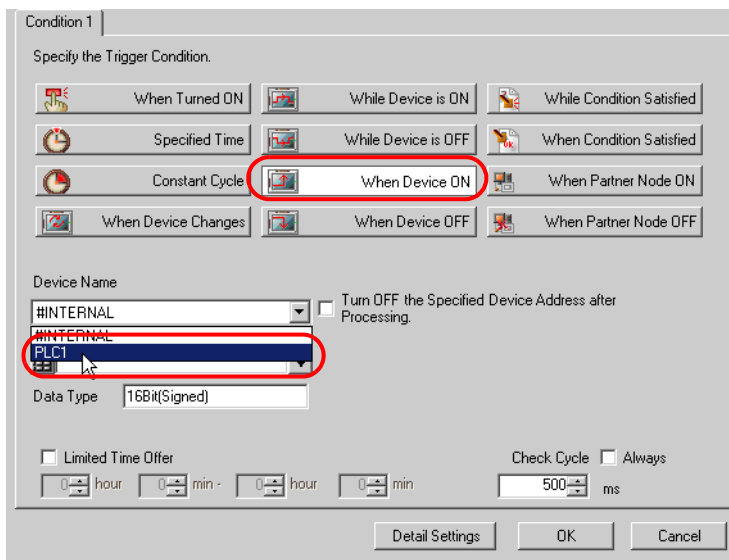 Condition 1
Specify the Trigger Condition.
When Turned ON
While Device is ON
While Condition Satisfied
Specified Time
While Device is OFF
When Condition Satisfied
Constant Cycle
When Device ON
When Partner Node ON
When Device Changes
When Device OFF
When Partner Node OFF
Device Name
#INTERNAL
Turn OFF the Specified Device Address after
Processing.
#INTERNAL
PLC1
Data Type 16Bit(Signed)
Limited Time Offer
Check Cycle Always
0 hour 0 min - 0 hour 0 min
500 ms
Detail Settings OK Cancel